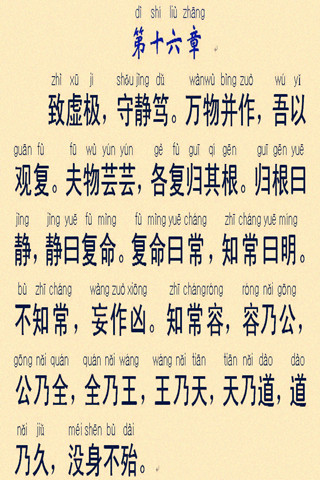 dì shí liù zhāng
第十六章
zhì xū jí shǒu jìng dǔ wànwù bìng zuò wú yǐ
致虚极，守静笃。万物并作，吾以
guān fù fū wù yún yún gè fù guī qí gēn guī gēn yuē
观复。夫物芸芸，各复归其根。归根曰
jìng jìng yuē fù mìng fù mìng yuē cháng zhī cháng yuē míng
静，静曰复命。复命曰常，知常曰明。
bù zhī cháng wàng zuò xiōng zhī cháng róng róng nǎi gōng
不知常，妄作凶。知常容，容乃公，
gōng nǎi quán quán nǎi wáng wáng nǎi tiān tiān nǎi dào dào
公乃全，全乃王，王乃天，天乃道，道
nǎi jiǔ méi shēn bù dài
乃久，没身不殆。